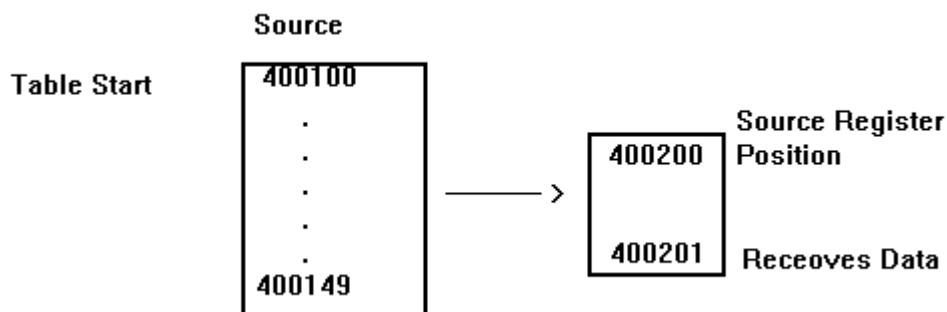 Source
Table Start
400100
.
.
.
.
.
400149
400200
Source Register
Position
400201
Receoves Data